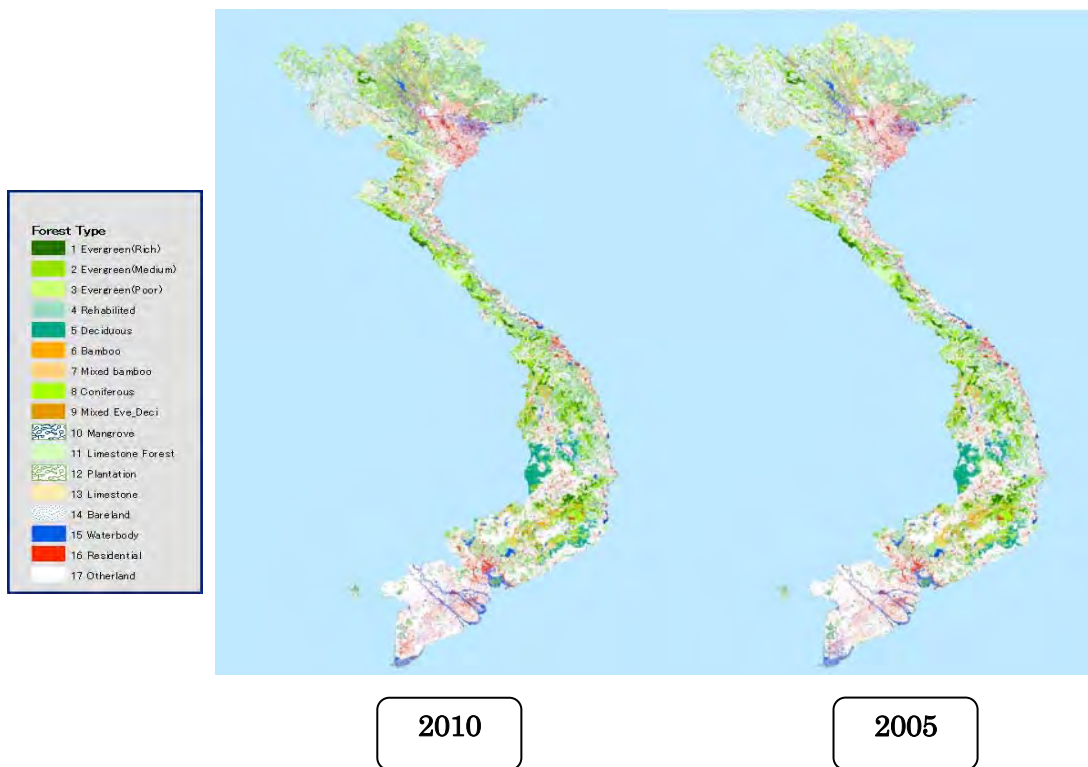 Forest Type
1 Evergreen(Rich)
2 Evergreen(Medium)
3 Evergreen(Poor)
4 Rehabilited
5 Deciduous
6 Bamboo
7 Mixed bamboo
8 Coniferous
9 Mixed Eve_Deci
10 Mangrove
11 Limestone Forest
12 Plantation
13 Limestone
14 Bareland
15 Waterbody
16 Residential
17 Otherland
2010
2005